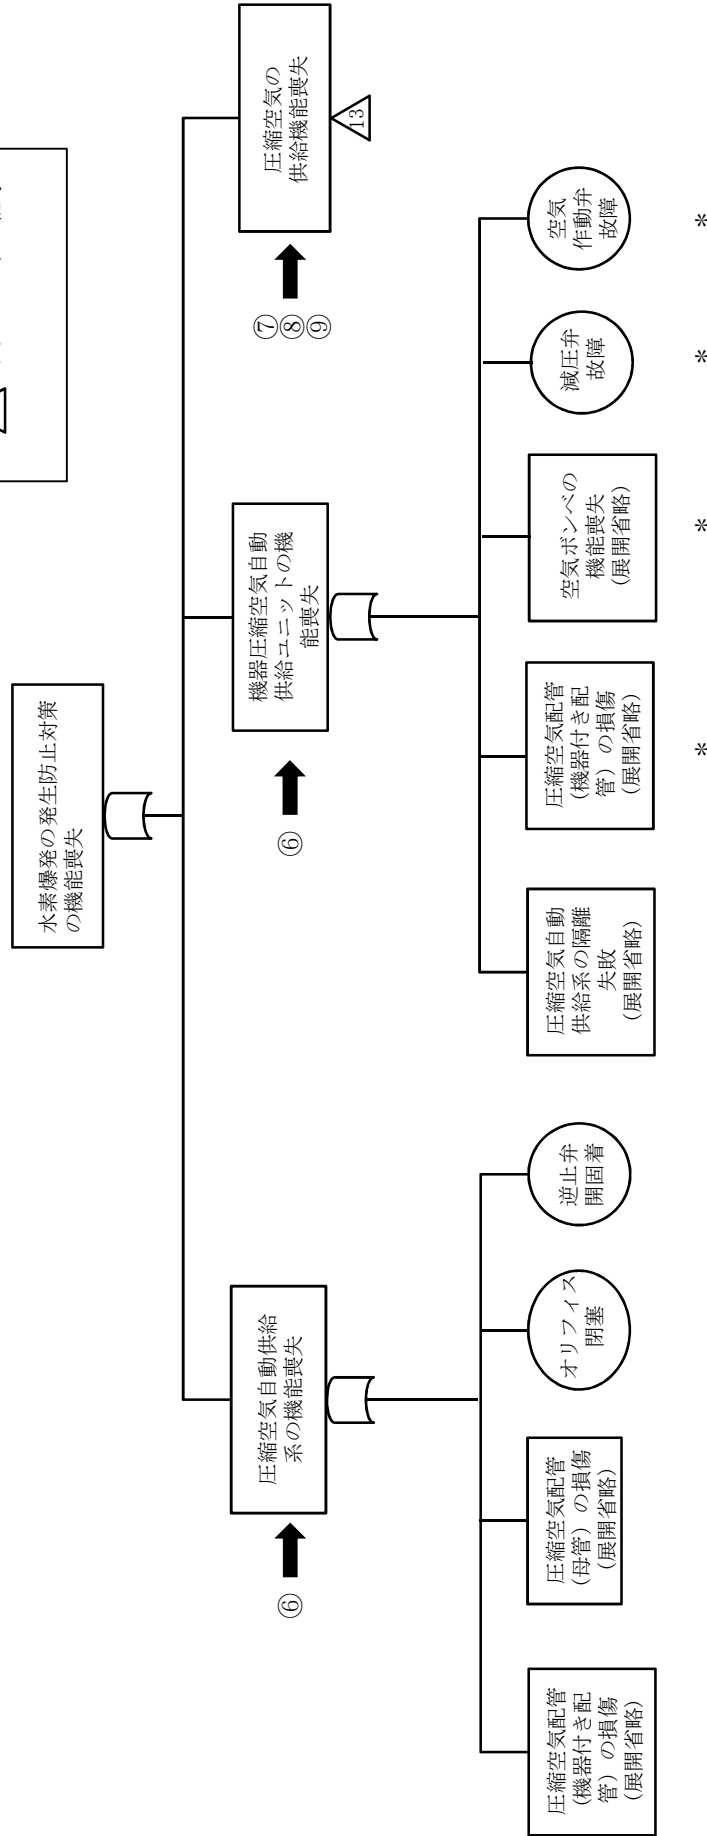 水素爆発の発生防止対策
の機能喪失
圧縮空気自動供給
系の機能喪失
⑥
機器圧縮空気自動
供給ユニットの機
能喪失
⑥
圧縮空気の
供給機能喪失
⑦
⑧
⑨
13
圧縮空気配管
(機器付き配
管)の損傷
(展開省略)
圧縮空気配管
(母管)の損傷
(展開省略)
オリフィス
閉塞
逆止弁
開固着
圧縮空気自動
供給系の隔離
失敗
(展開省略)
圧縮空気配管
(機器付き配
管)の損傷
(展開省略)
*
空気ボンベの
機能喪失
(展開省略)
*
減圧弁
故障
*
空気
作動弁
故障
*